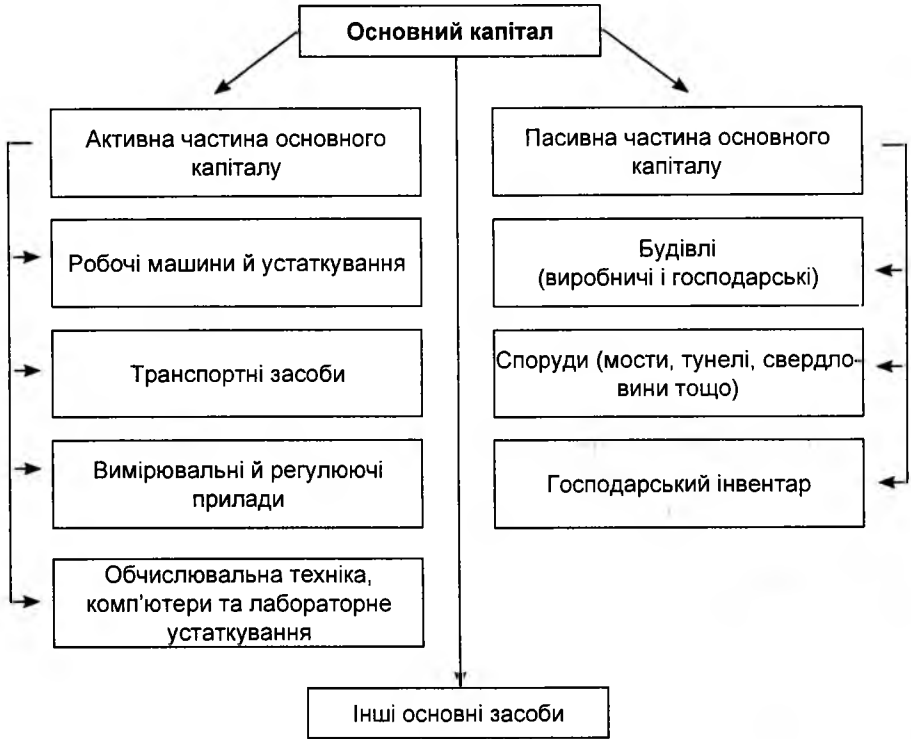 Основний капітал
Активна частина основного
капіталу
Робочі машини й устаткування
Транспортні засоби
Вимірювальні й регулюючі
прилади
Обчислювальна техніка,
комп'ютери та лабораторне
устаткування
Пасивна частина основного
капіталу
Будівлі
(виробничі і господарські)
Споруди (мости, тунелі, свердло-
вини тощо)
Господарський інвентар
Інші основні засоби